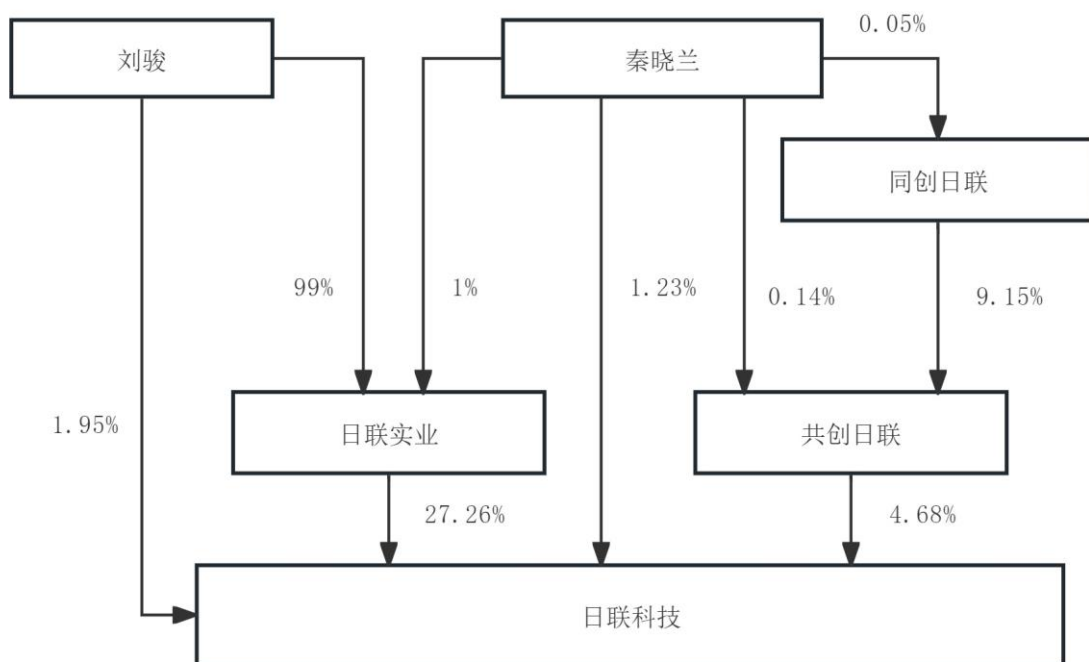 0.05%
刘骏
秦晓兰
同创日联
99%
1%
1.23%
0.14%
9.15%
1.95%
日联实业
共创日联
27.26%
4.68%
日联科技